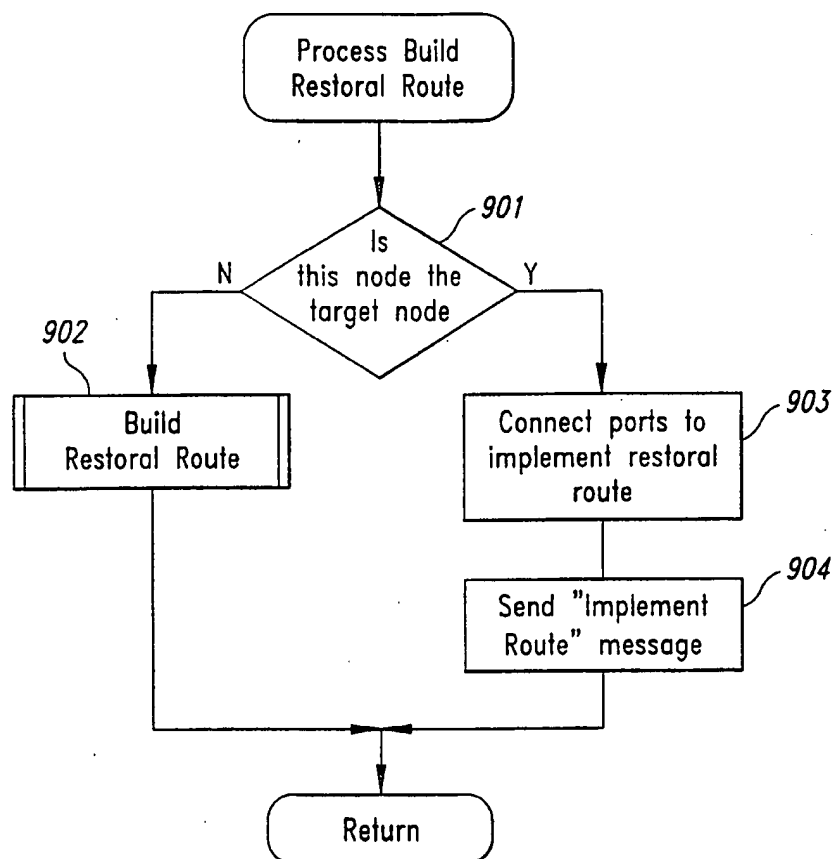 Process Build
Restoral Route
901
Is
this node the
target node
N
Y
902
Build
Restoral Route
903
Connect ports to
implement restoral
route
904
Send "Implement
Route" message
Return